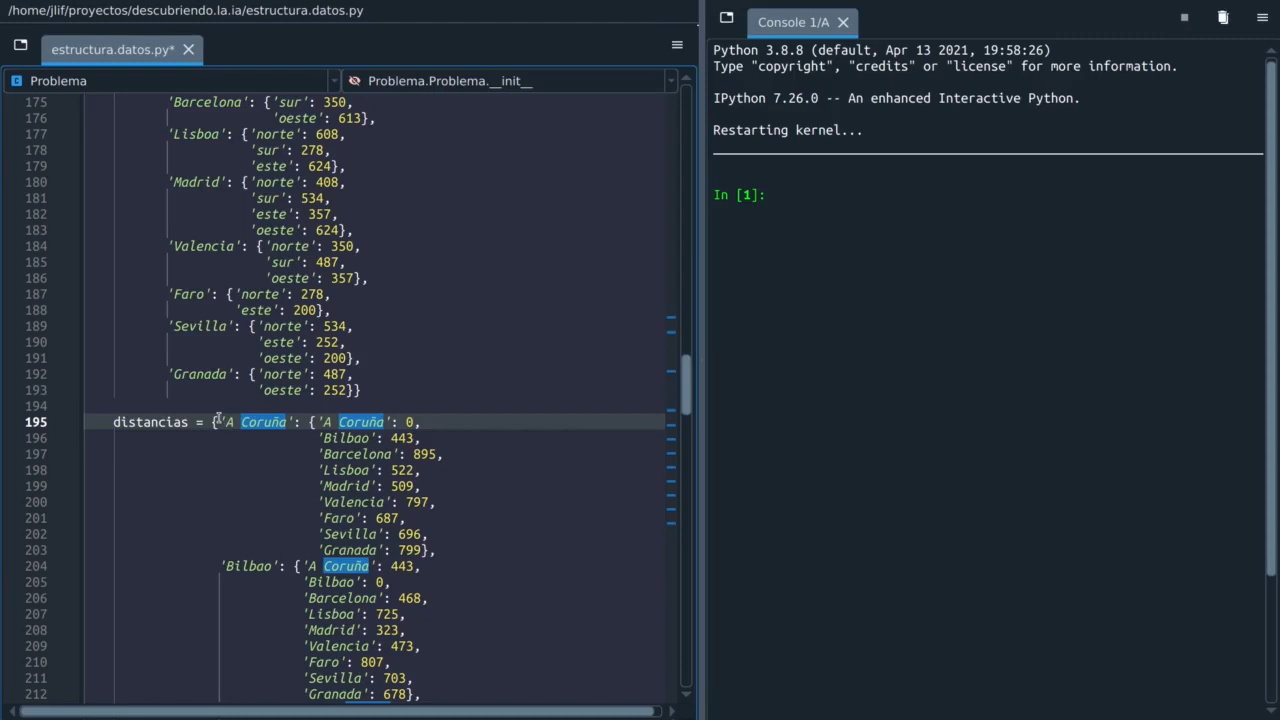 /home/jlif/proyectos/descubriendo.la.ia/estructura.datos.py
estructura.datos.py*
Problema
Problema.Problema.__init__
175 'Barcelona': {'sur': 350,
176 'oeste': 613},
177 'Lisboa': {'norte': 608,
178 'sur': 278,
179 'este': 624},
180 'Madrid': {'norte': 408,
181 'sur': 534,
182 'este': 357,
183 'oeste': 624},
184 'Valencia': {'norte': 350,
185 'sur': 487,
186 'oeste': 357},
187 'Faro': {'norte': 278,
188 'este': 200},
189 'Sevilla': {'norte': 534,
190 'este': 252,
191 'oeste': 200},
192 'Granada': {'norte': 487,
193 'oeste': 252}}
194
195 distancias = {'A Coruña': {'A Coruña': 0,
196 'Bilbao': 443,
197 'Barcelona': 895,
198 'Lisboa': 522,
199 'Madrid': 509,
200 'Valencia': 797,
201 'Faro': 687,
202 'Sevilla': 696,
203 'Granada': 799},
204 'Bilbao': {'A Coruña': 443,
205 'Bilbao': 0,
206 'Barcelona': 468,
207 'Lisboa': 725,
208 'Madrid': 323,
209 'Valencia': 473,
210 'Faro': 807,
211 'Sevilla': 703,
212 'Granada': 678},
Console 1/A
Python 3.8.8 (default, Apr 13 2021, 19:58:26)
Type "copyright", "credits" or "license" for more information.
IPython 7.26.0 -- An enhanced Interactive Python.
Restarting kernel...
In [1]: